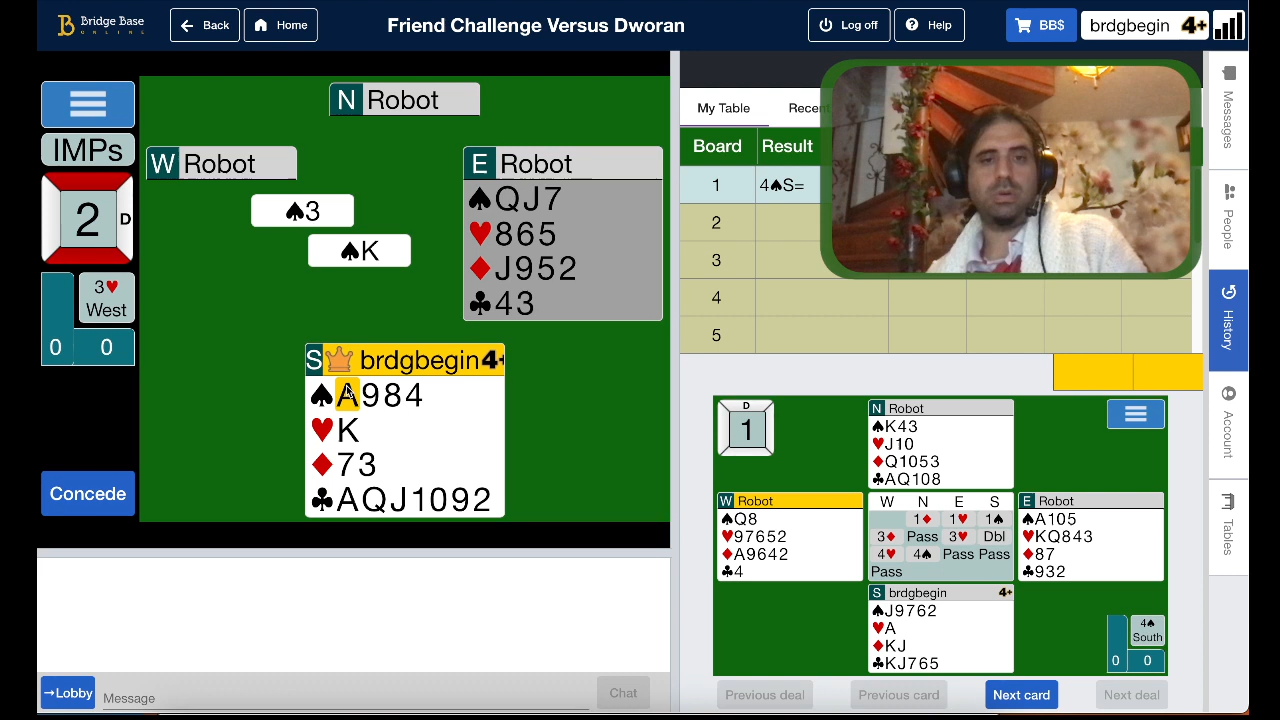 Bridge Base
ONLINE
Back
Home
Friend Challenge Versus Dworan
Log off
Help
BB$
brdgbegin 4+
IMPs
2
D
3♥
West
0
0
Concede
N Robot
W Robot
E Robot
♠QJ7
♥865
♦J952
♣43
♠3
♠K
S brdgbegin 4+
♠A984
♥K
♦73
♣AQJ1092
→Lobby
Message
Chat
My Table
Recen
Board
Result
1
4♠S=
2
3
4
5
D
1
N Robot
♠K43
♥J10
♦Q1053
♣AQ108
W Robot
♠Q8
♥97652
♦A9642
♣4
W N E S
1♦ 1♥ 1♠
3♦ Pass 3♥ Dbl
4♥ 4♠ Pass Pass
Pass
E Robot
♠A105
♥KQ843
♦87
♣932
S brdgbegin 4+
♠J9762
♥A
♦KJ
♣KJ765
4♠
South
0
0
Previous deal
Previous card
Next card
Next deal
Messages
People
History
Account
Tables